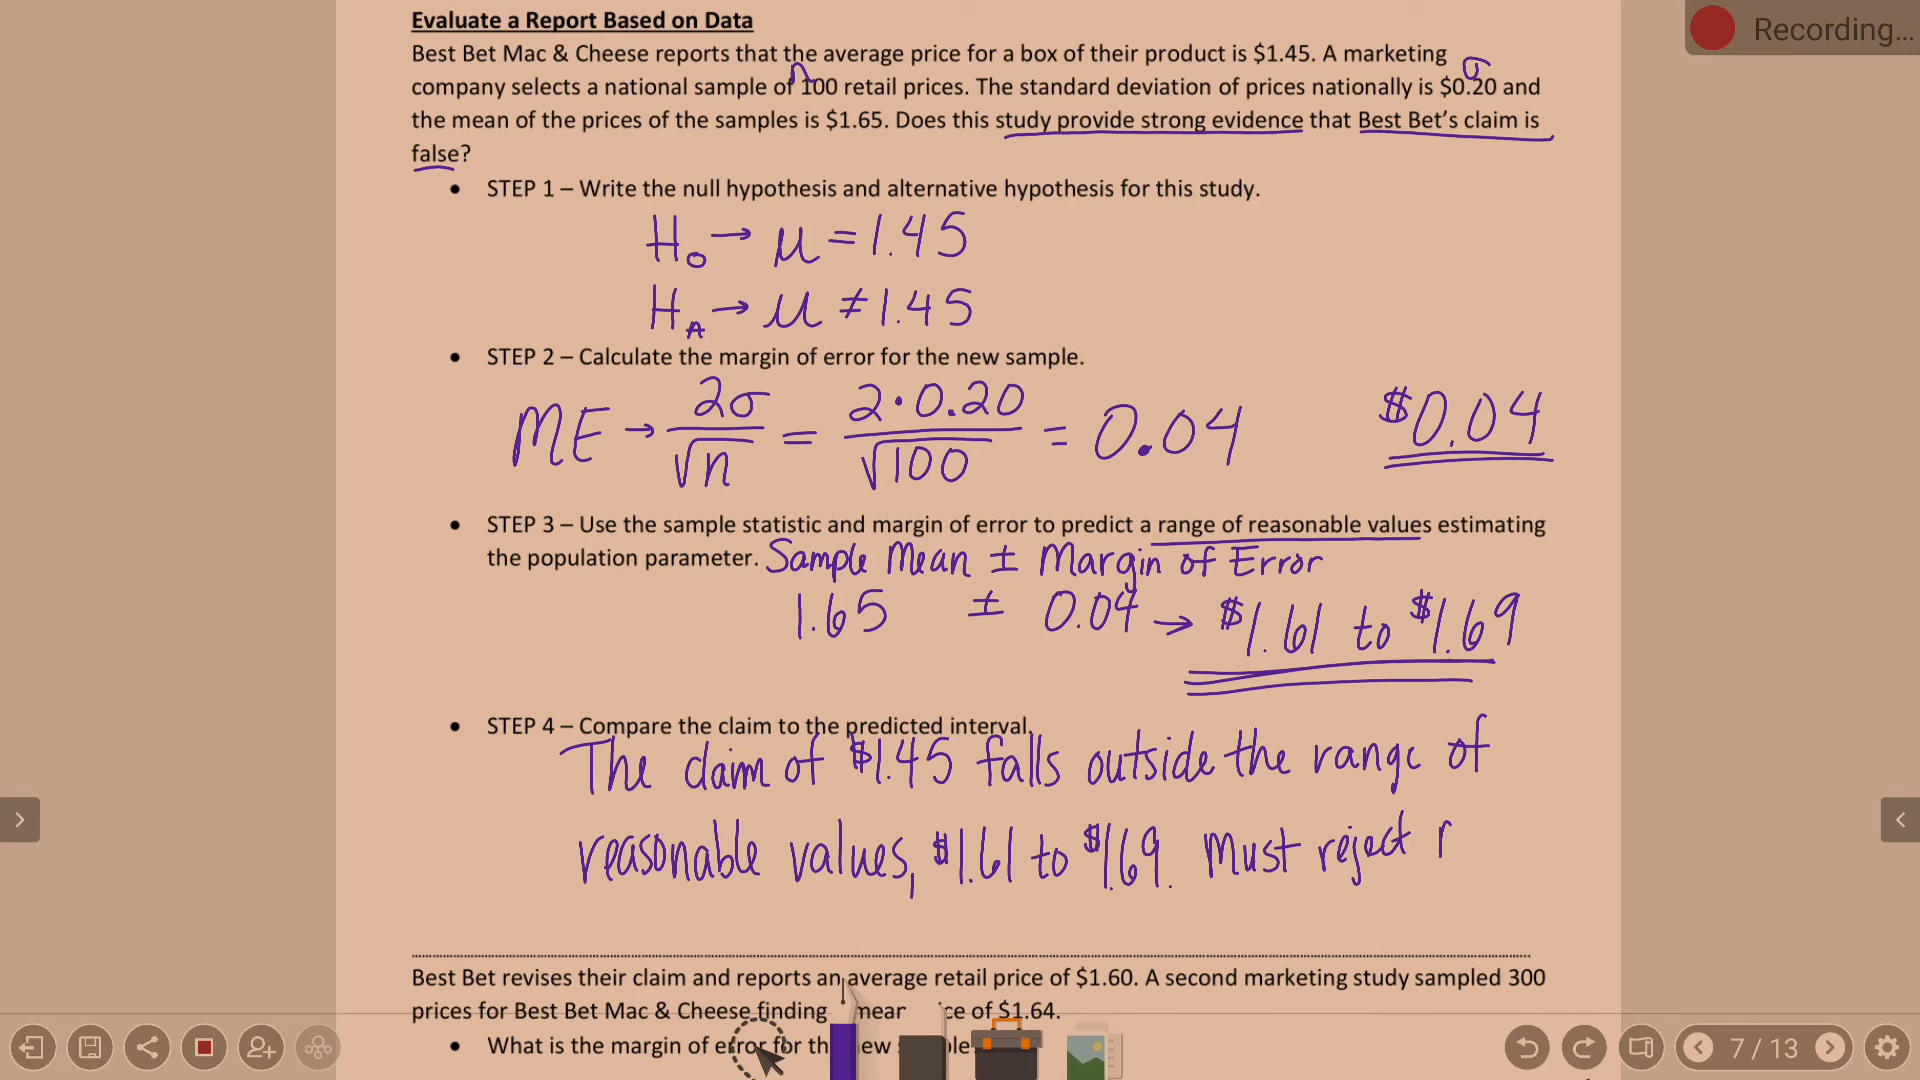 Evaluate a Report Based on Data
Recording...
Best Bet Mac & Cheese reports that the average price for a box of their product is $1.45. A marketing
n σ
company selects a national sample of 100 retail prices. The standard deviation of prices nationally is $0.20 and
the mean of the prices of the samples is $1.65. Does this study provide strong evidence that Best Bet's claim is
false?
• STEP 1 – Write the null hypothesis and alternative hypothesis for this study.
H₀ → μ = 1.45
H_A → μ ≠ 1.45
• STEP 2 – Calculate the margin of error for the new sample.
ME → 2σ/√n = 2·0.20/√100 = 0.04 $0.04
• STEP 3 – Use the sample statistic and margin of error to predict a range of reasonable values estimating
the population parameter. Sample Mean ± Margin of Error
1.65 ± 0.04 → $1.61 to $1.69
• STEP 4 – Compare the claim to the predicted interval.
The claim of $1.45 falls outside the range of
reasonable values, $1.61 to $1.69. Must reject
Best Bet revises their claim and reports an average retail price of $1.60. A second marketing study sampled 300
prices for Best Bet Mac & Cheese finding mean of $1.64.
• What is the margin of error for
7 / 13